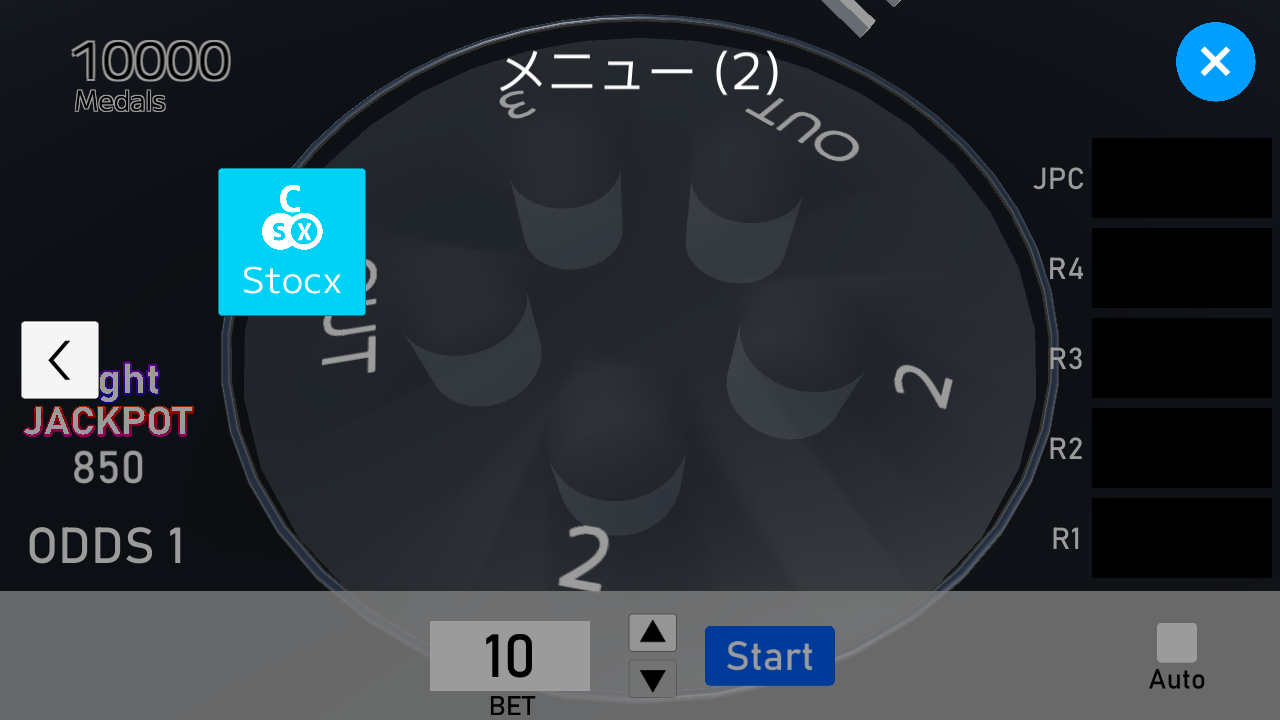 10000
Medals
メニュー (2)
3
OUT
C
S X
Stocx
OUT
ght
JACKPOT
850
ODDS 1
2
2
JPC
R4
R3
R2
R1
10
BET
Start
Auto